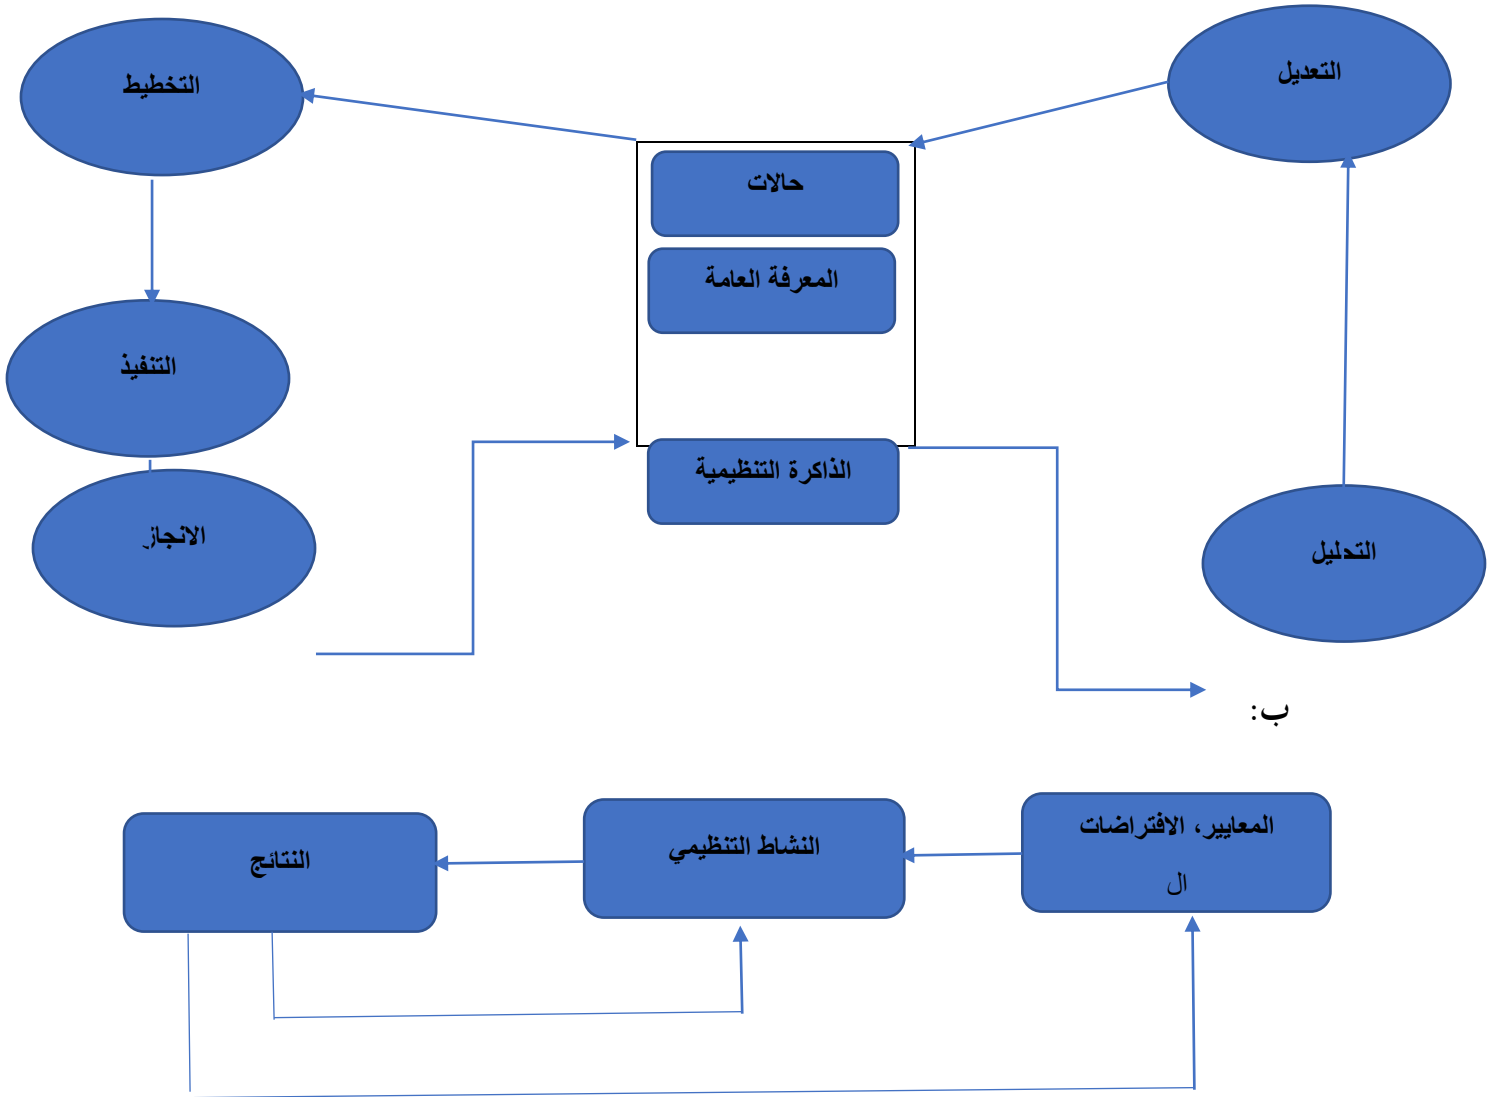 التعديل
التخطيط
حالات
المعرفة العامة
التنفيذ
الذاكرة التنظيمية
الانجاز
التحليل
ب:
المعايير، الافتراضات
ال
النشاط التنظيمي
النتائج